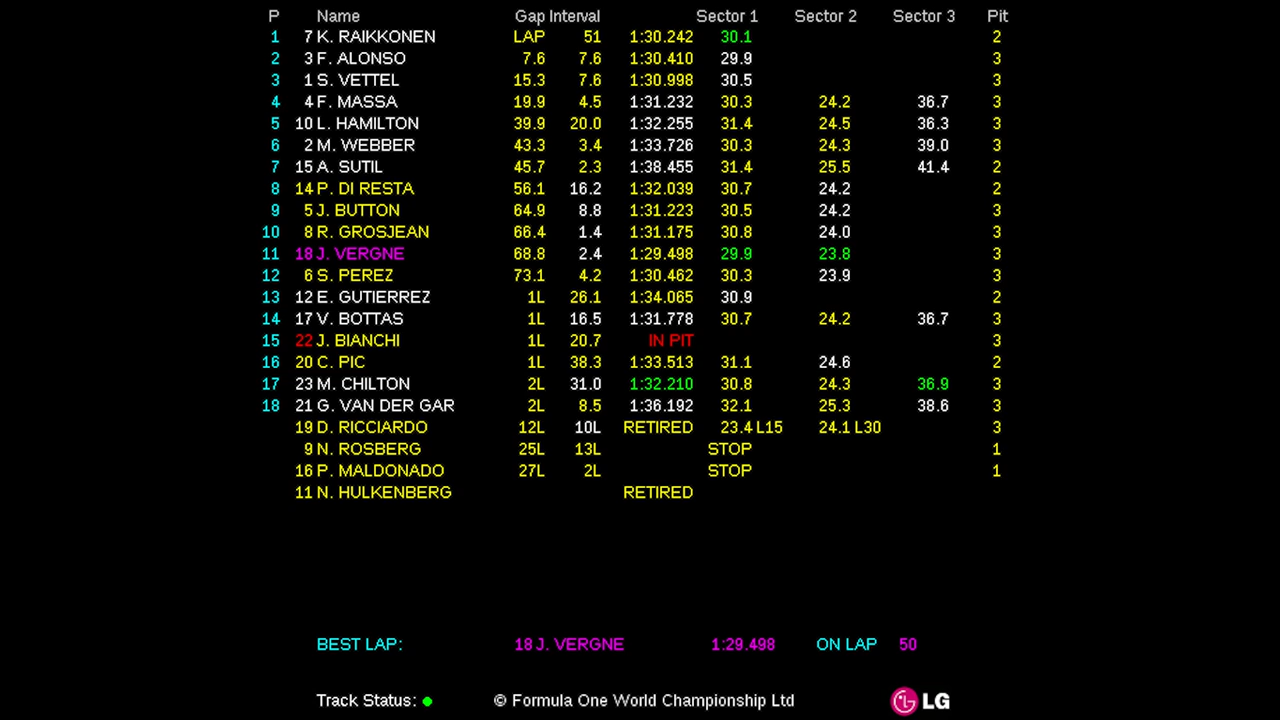 P Name Gap Interval Sector 1 Sector 2 Sector 3 Pit
1 7 K. RAIKKONEN LAP 51 1:30.242 30.1 2
2 3 F. ALONSO 7.6 7.6 1:30.410 29.9 3
3 1 S. VETTEL 15.3 7.6 1:30.998 30.5 3
4 4 F. MASSA 19.9 4.5 1:31.232 30.3 24.2 36.7 3
5 10 L. HAMILTON 39.9 20.0 1:32.255 31.4 24.5 36.3 3
6 2 M. WEBBER 43.3 3.4 1:33.726 30.3 24.3 39.0 3
7 15 A. SUTIL 45.7 2.3 1:38.455 31.4 25.5 41.4 2
8 14 P. DI RESTA 56.1 16.2 1:32.039 30.7 24.2 2
9 5 J. BUTTON 64.9 8.8 1:31.223 30.5 24.2 3
10 8 R. GROSJEAN 66.4 1.4 1:31.175 30.8 24.0 3
11 18 J. VERGNE 68.8 2.4 1:29.498 29.9 23.8 3
12 6 S. PEREZ 73.1 4.2 1:30.462 30.3 23.9 3
13 12 E. GUTIERREZ 1L 26.1 1:34.065 30.9 2
14 17 V. BOTTAS 1L 16.5 1:31.778 30.7 24.2 36.7 3
15 22 J. BIANCHI 1L 20.7 IN PIT 3
16 20 C. PIC 1L 38.3 1:33.513 31.1 24.6 2
17 23 M. CHILTON 2L 31.0 1:32.210 30.8 24.3 36.9 3
18 21 G. VAN DER GAR 2L 8.5 1:36.192 32.1 25.3 38.6 3
19 D. RICCIARDO 12L 10L RETIRED 23.4 L15 24.1 L30 3
9 N. ROSBERG 25L 13L STOP 1
16 P. MALDONADO 27L 2L STOP 1
11 N. HULKENBERG RETIRED
BEST LAP: 18 J. VERGNE 1:29.498 ON LAP 50
Track Status: © Formula One World Championship Ltd LG